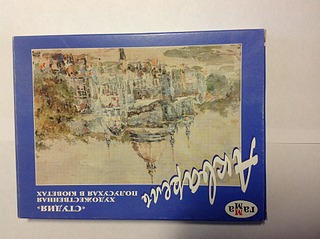 Акварель
«СТУДИЯ»
ХУДОЖЕСТВЕННАЯ
ПОЛУСУХАЯ В КЮВЕТАХ
гамма